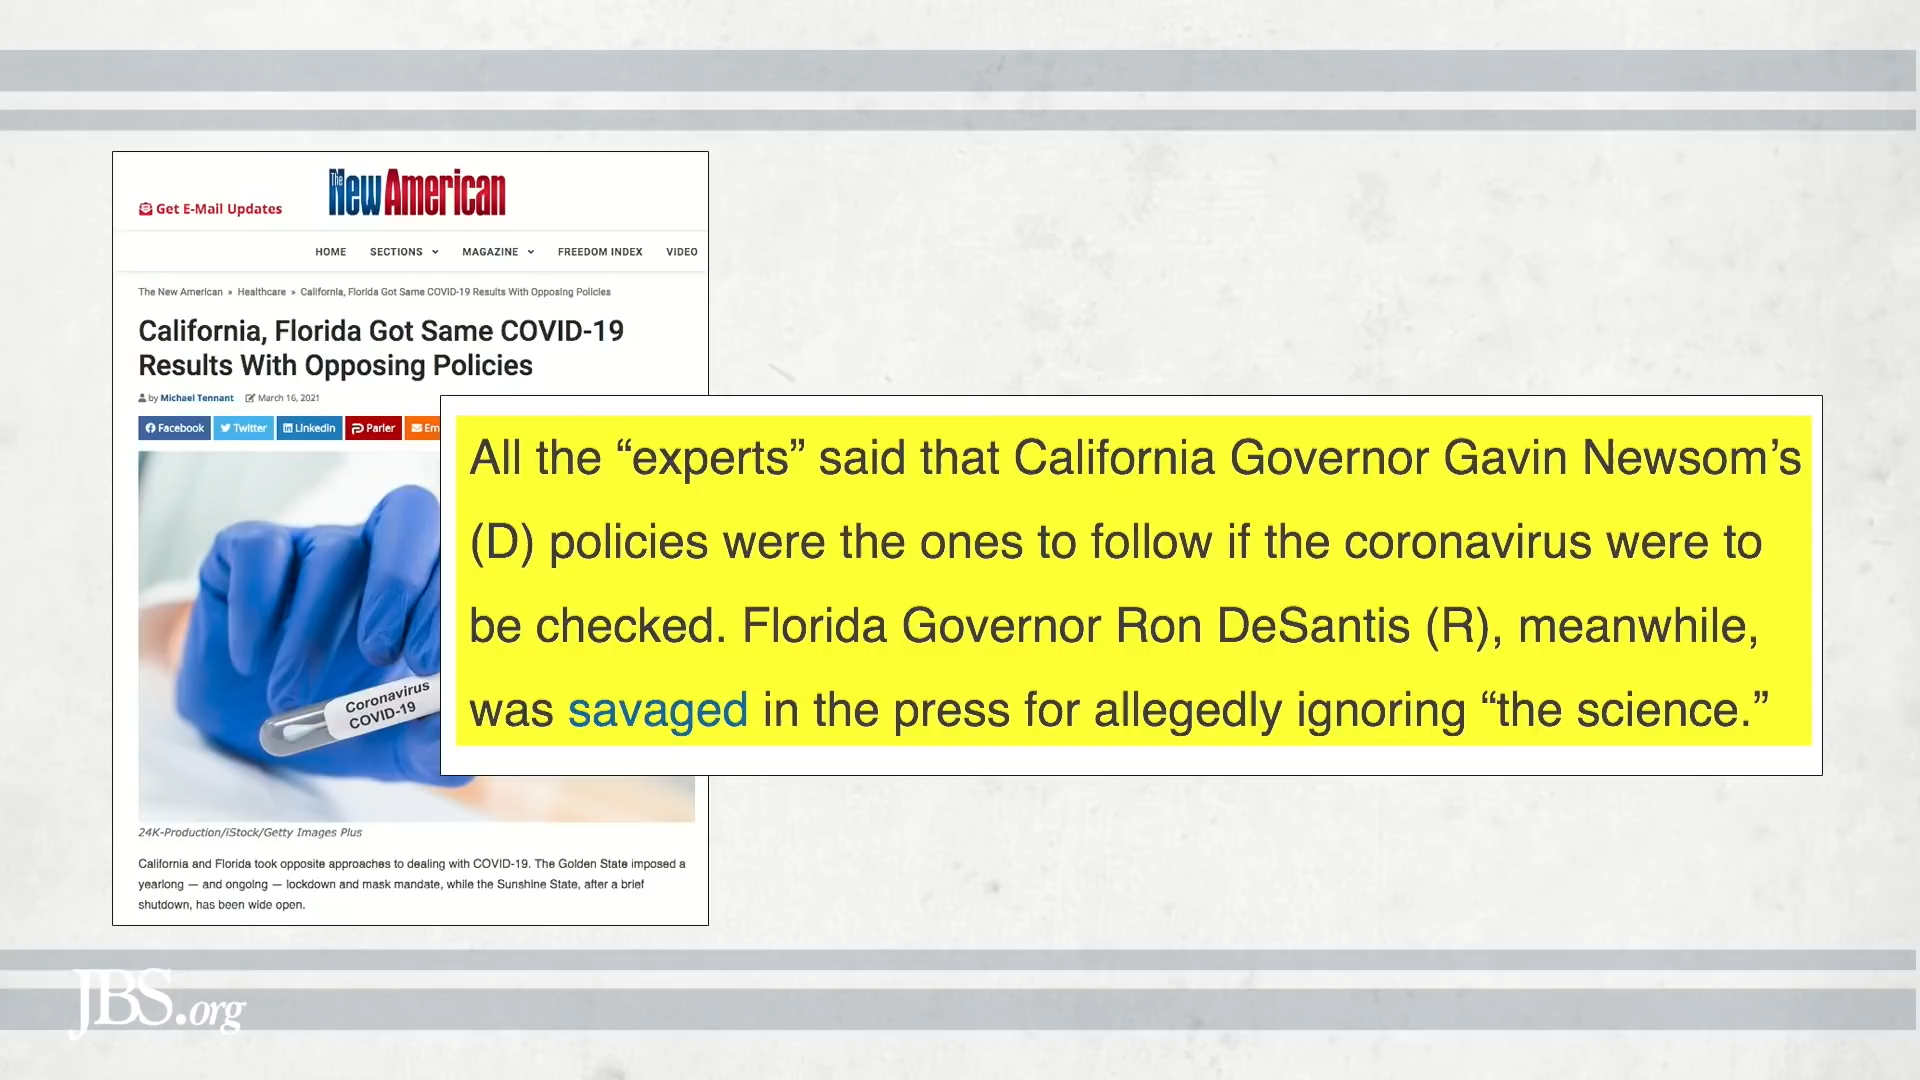 The New American
Get E-Mail Updates
HOME SECTIONS MAGAZINE FREEDOM INDEX VIDEO
The New American » Healthcare » California, Florida Got Same COVID-19 Results With Opposing Policies
California, Florida Got Same COVID-19
Results With Opposing Policies
by Michael Tennant March 16, 2021
Facebook Twitter LinkedIn Parler Em
All the “experts” said that California Governor Gavin Newsom’s
(D) policies were the ones to follow if the coronavirus were to
be checked. Florida Governor Ron DeSantis (R), meanwhile,
was savaged in the press for allegedly ignoring “the science.”
Coronavirus
COVID-19
24K-Production/iStock/Getty Images Plus
California and Florida took opposite approaches to dealing with COVID-19. The Golden State imposed a
yearlong — and ongoing — lockdown and mask mandate, while the Sunshine State, after a brief
shutdown, has been wide open.
JBS.org